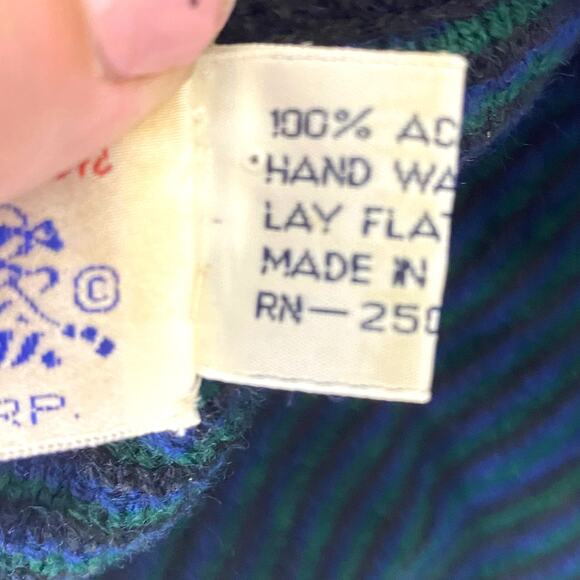 100% AC
HAND WA
LAY FLAT
MADE IN
RN-250
©
RP.